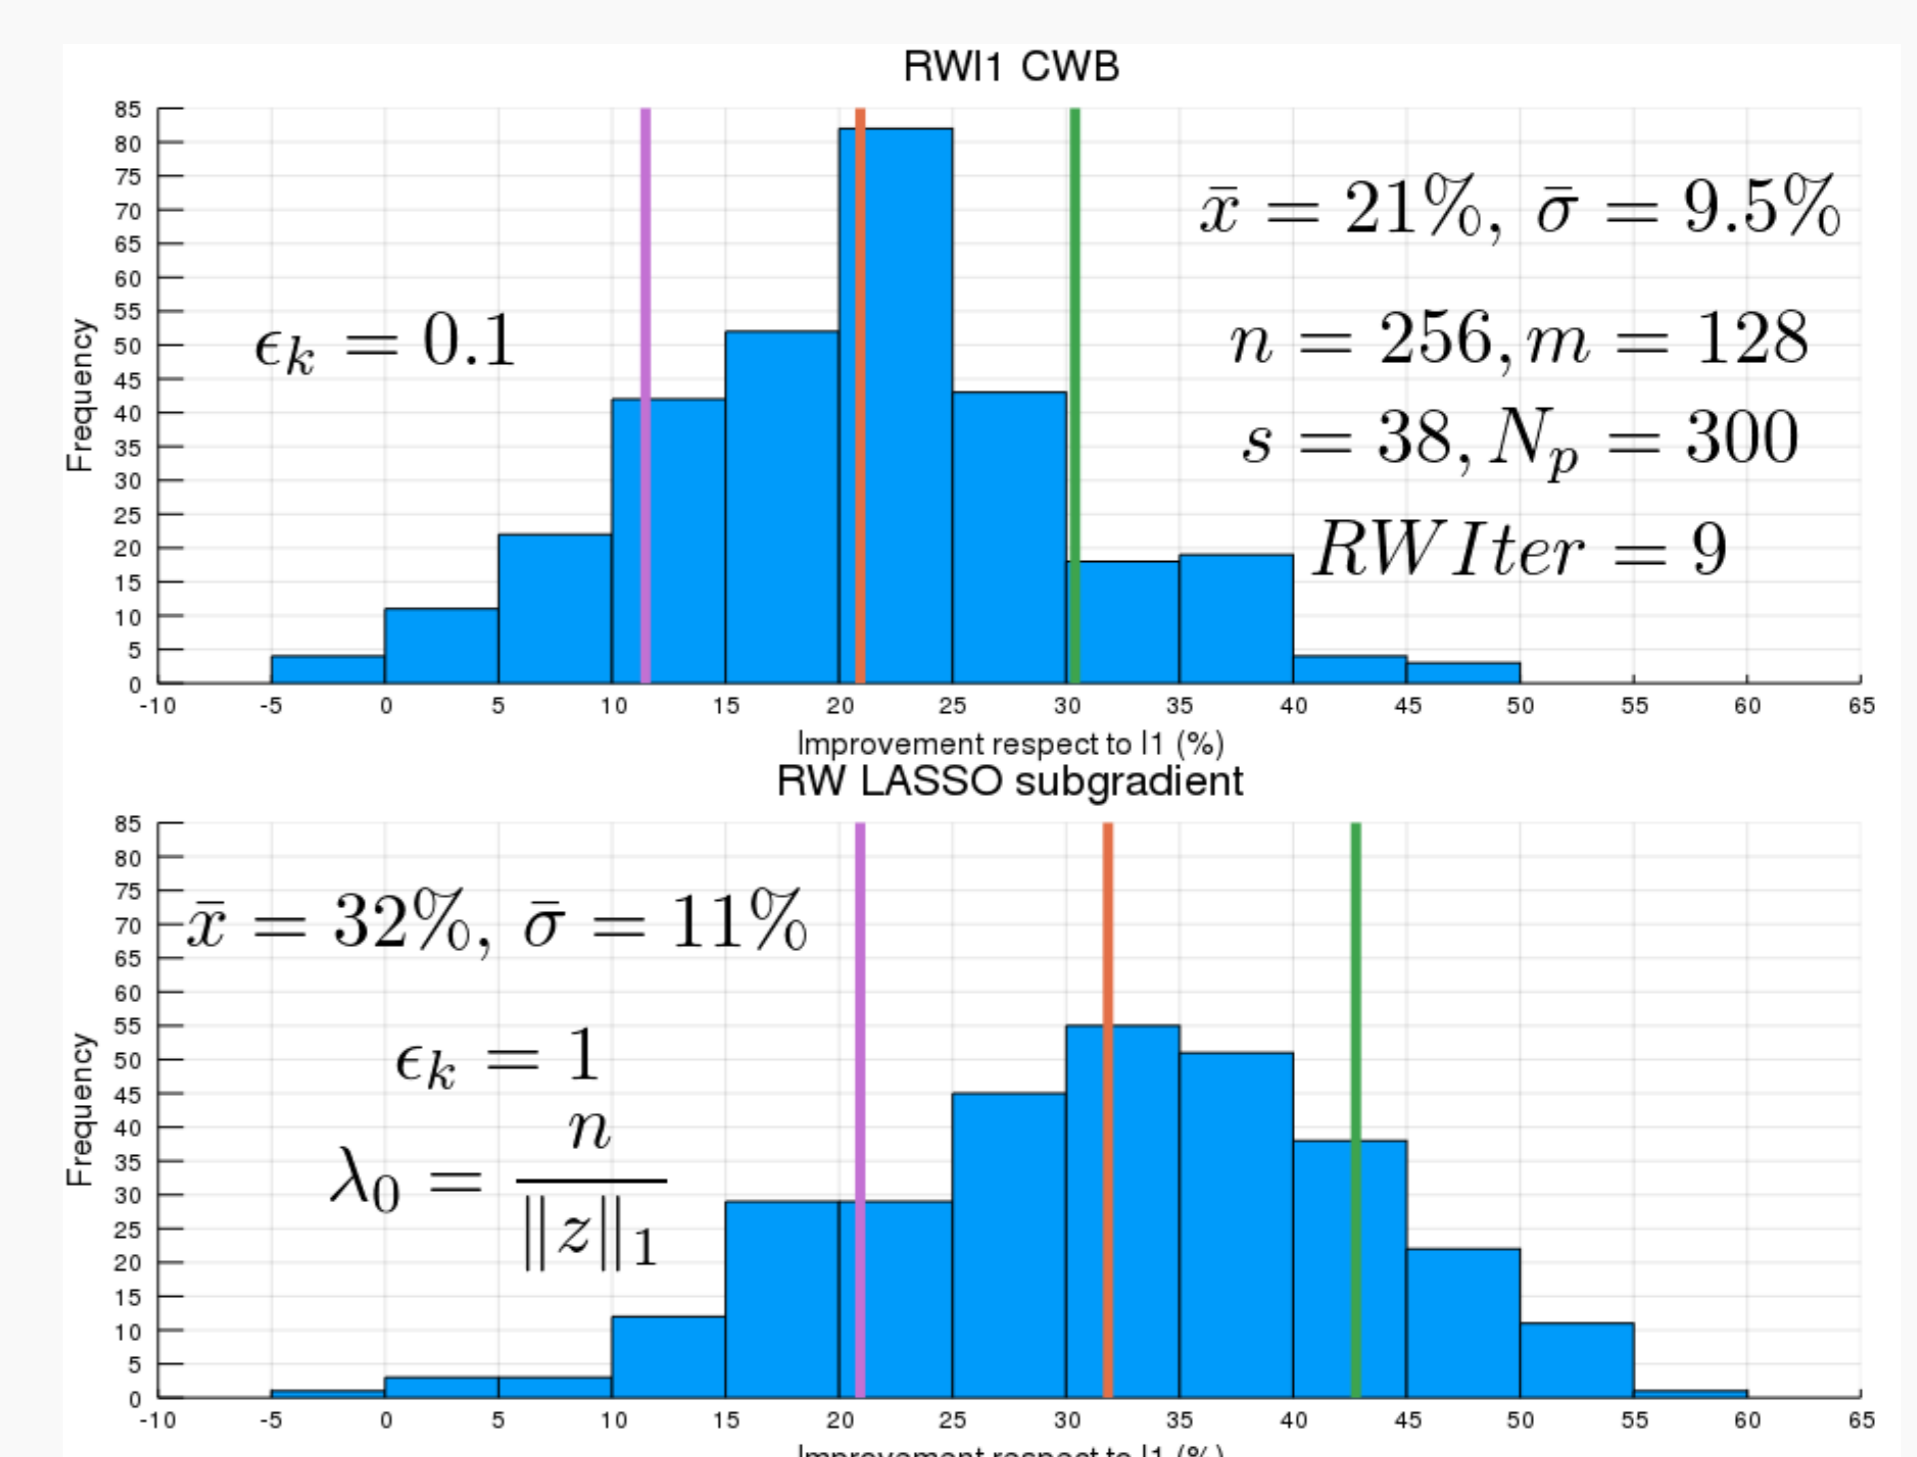 RWl1 CWB
85
80
75
70
65
60
55
50
45
40
35
30
25
20
15
10
5
0
Frequency
ϵ_k = 0.1
x̄ = 21%, σ̄ = 9.5%
n = 256, m = 128
s = 38, N_p = 300
RWIter = 9
-10 -5 0 5 10 15 20 25 30 35 40 45 50 55 60 65
Improvement respect to l1 (%)
RW LASSO subgradient
85
80
75
70
65
60
55
50
45
40
35
30
25
20
15
10
5
0
Frequency
x̄ = 32%, σ̄ = 11%
ϵ_k = 1
λ_0 = n / ‖z‖_1
-10 -5 0 5 10 15 20 25 30 35 40 45 50 55 60 65
Improvement respect to l1 (%)